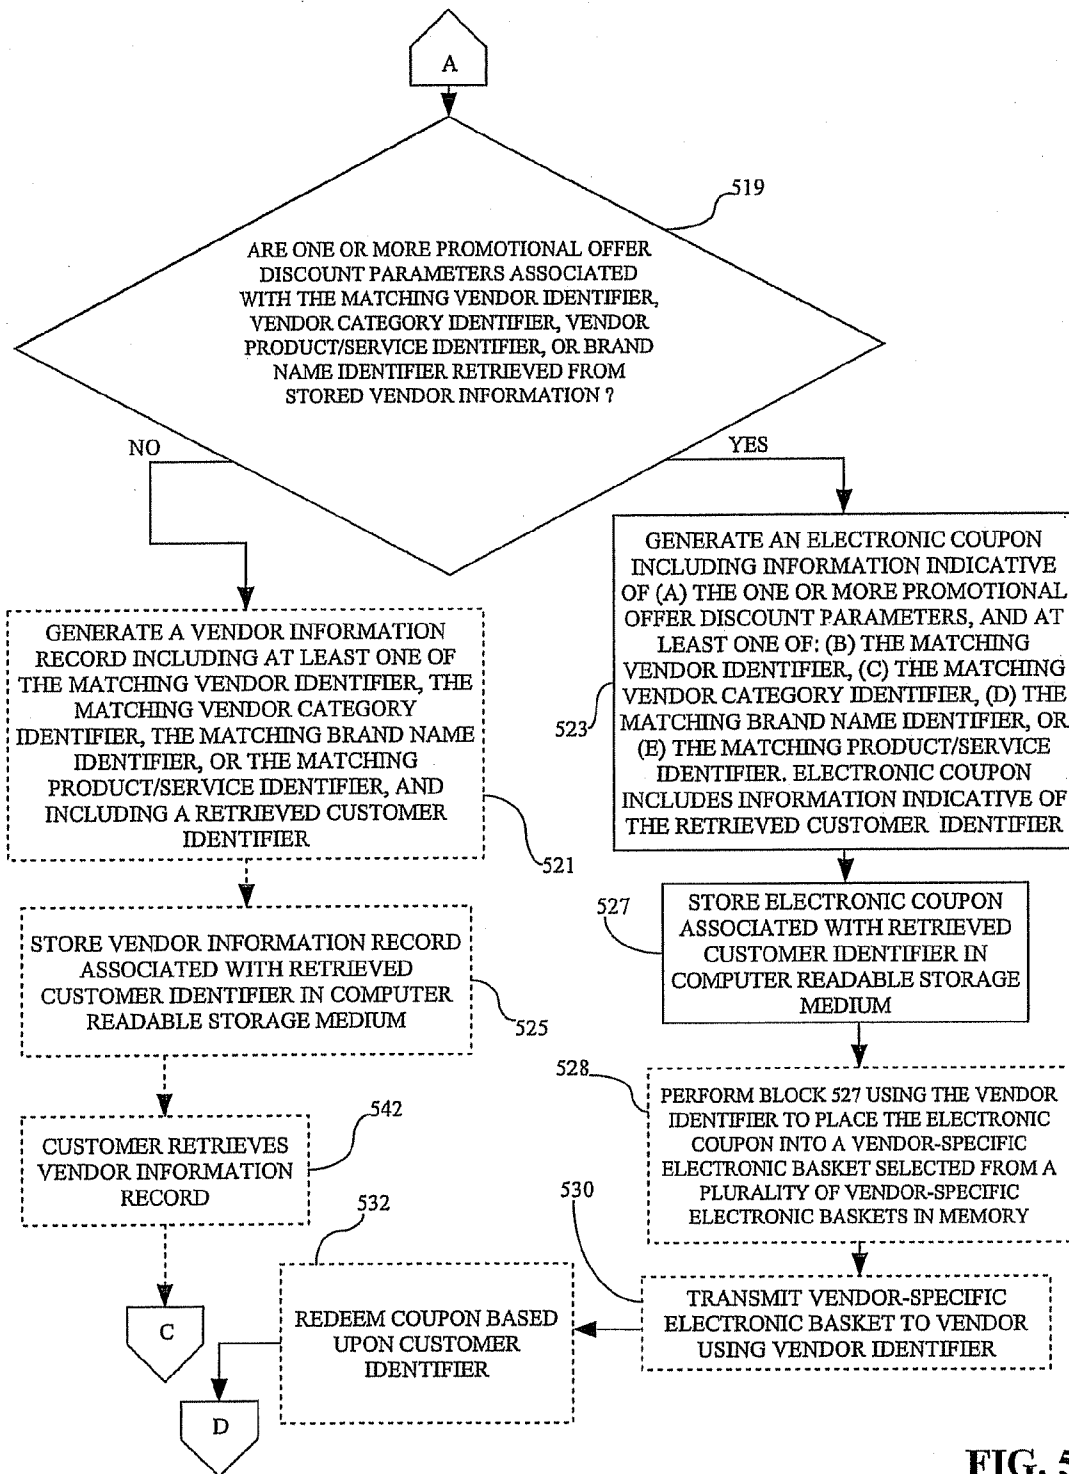 A
519
ARE ONE OR MORE PROMOTIONAL OFFER
DISCOUNT PARAMETERS ASSOCIATED
WITH THE MATCHING VENDOR IDENTIFIER,
VENDOR CATEGORY IDENTIFIER, VENDOR
PRODUCT/SERVICE IDENTIFIER, OR BRAND
NAME IDENTIFIER RETRIEVED FROM
STORED VENDOR INFORMATION ?
NO
YES
GENERATE A VENDOR INFORMATION
RECORD INCLUDING AT LEAST ONE OF
THE MATCHING VENDOR IDENTIFIER, THE
MATCHING VENDOR CATEGORY
IDENTIFIER, THE MATCHING BRAND NAME
IDENTIFIER, OR THE MATCHING
PRODUCT/SERVICE IDENTIFIER, AND
INCLUDING A RETRIEVED CUSTOMER
IDENTIFIER
521
GENERATE AN ELECTRONIC COUPON
INCLUDING INFORMATION INDICATIVE
OF (A) THE ONE OR MORE PROMOTIONAL
OFFER DISCOUNT PARAMETERS, AND AT
LEAST ONE OF: (B) THE MATCHING
VENDOR IDENTIFIER, (C) THE MATCHING
VENDOR CATEGORY IDENTIFIER, (D) THE
MATCHING BRAND NAME IDENTIFIER, OR
(E) THE MATCHING PRODUCT/SERVICE
IDENTIFIER. ELECTRONIC COUPON
INCLUDES INFORMATION INDICATIVE OF
THE RETRIEVED CUSTOMER IDENTIFIER
523
STORE VENDOR INFORMATION RECORD
ASSOCIATED WITH RETRIEVED
CUSTOMER IDENTIFIER IN COMPUTER
READABLE STORAGE MEDIUM
525
527
STORE ELECTRONIC COUPON
ASSOCIATED WITH RETRIEVED
CUSTOMER IDENTIFIER IN
COMPUTER READABLE STORAGE
MEDIUM
528
PERFORM BLOCK 527 USING THE VENDOR
IDENTIFIER TO PLACE THE ELECTRONIC
COUPON INTO A VENDOR-SPECIFIC
ELECTRONIC BASKET SELECTED FROM A
PLURALITY OF VENDOR-SPECIFIC
ELECTRONIC BASKETS IN MEMORY
542
CUSTOMER RETRIEVES
VENDOR INFORMATION
RECORD
530
TRANSMIT VENDOR-SPECIFIC
ELECTRONIC BASKET TO VENDOR
USING VENDOR IDENTIFIER
532
REDEEM COUPON BASED
UPON CUSTOMER
IDENTIFIER
C
D
FIG. 5